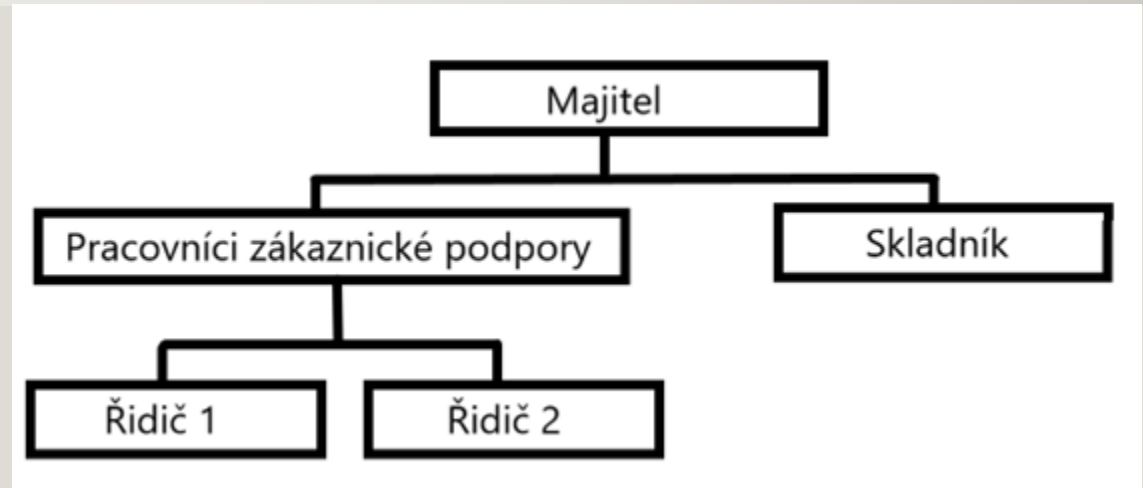 Majitel
Pracovníci zákaznické podpory
Skladník
Řidič 1
Řidič 2